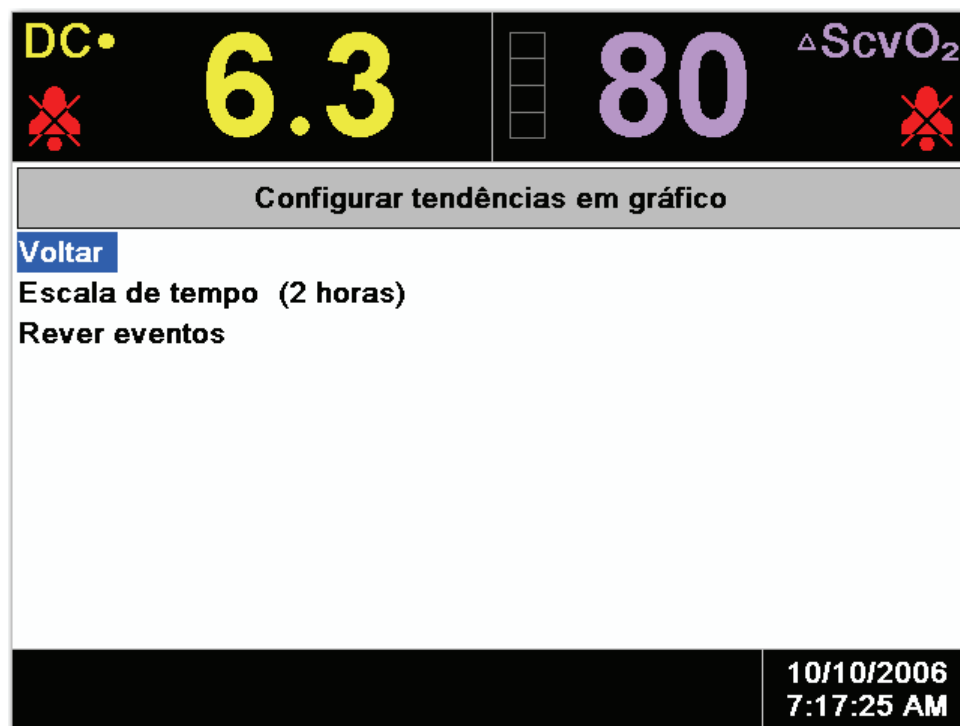 DC• 6.3 80 △ScvO₂
Configurar tendências em gráfico
Voltar
Escala de tempo (2 horas)
Rever eventos
10/10/2006
7:17:25 AM